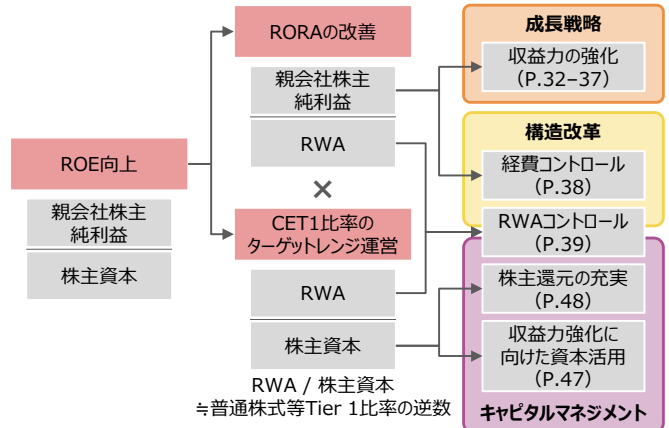 ROE向上
親会社株主
純利益
株主資本
RORAの改善
親会社株主
純利益
RWA
×
CET1比率の
ターゲットレンジ運営
RWA
株主資本
RWA / 株主資本
≒普通株式等Tier 1比率の逆数
成長戦略
収益力の強化
(P.32–37)
構造改革
経費コントロール
(P.38)
RWAコントロール
(P.39)
株主還元の充実
(P.48)
収益力強化に
向けた資本活用
(P.47)
キャピタルマネジメント